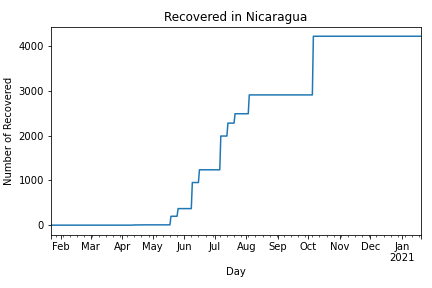 Recovered in Nicaragua
Number of Recovered
4000
3000
2000
1000
0
Feb Mar Apr May Jun Jul Aug Sep Oct Nov Dec Jan
2021
Day